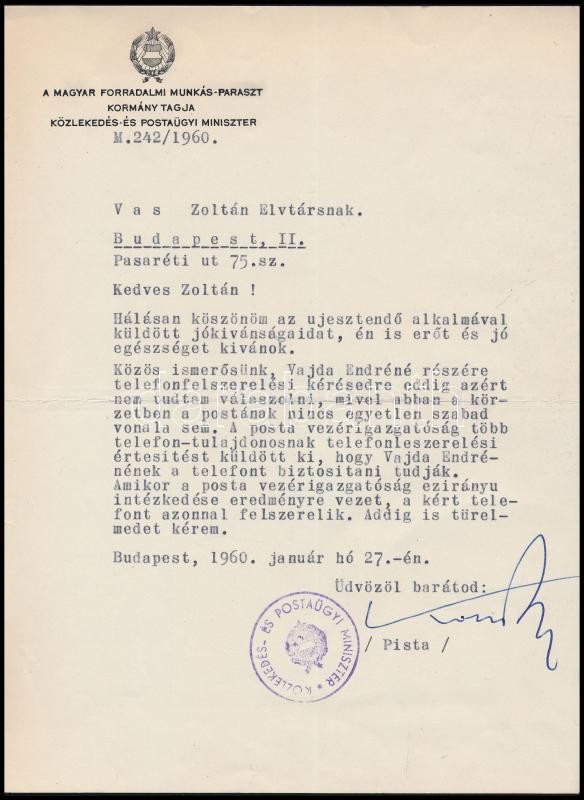 A MAGYAR FORRADALMI MUNKÁS-PARASZT
KORMÁNY TAGJA
KÖZLEKEDÉS-ÉS POSTAÜGYI MINISZTER
M.242/1960.
V a s   Zoltán Elvtársnak.
B u d a p e s t, II.
Pasaréti ut 75.sz.
Kedves Zoltán !
Hálásan köszönöm az ujesztendő alkalmával
küldött jókivánságaidat, én is erőt és jó
egészséget kivánok.
Közös ismerősünk, Vajda Endréné részére
telefonfelszerelési kérésedre eddig azért
nem tudtam válaszolni, mivel abban a kör-
zetben a postának nincs egyetlen szabad
vonala sem. A posta vezérigazgatóság több
telefon-tulajdonosnak telefonleszerelési
értesitést küldött ki, hogy Vajda Endré-
nének a telefont biztósitani tudják.
Amikor a posta vezérigazgatóság ezirányu
intézkedése eredményre vezet, a kért tele-
font azonnal felszerelik. Addig is türel-
medet kérem.
Budapest, 1960. január hó 27.-én.
Üdvözöl barátod:
/ Pista /
KÖZLEKEDÉS- ÉS POSTAÜGYI MINISZTER *